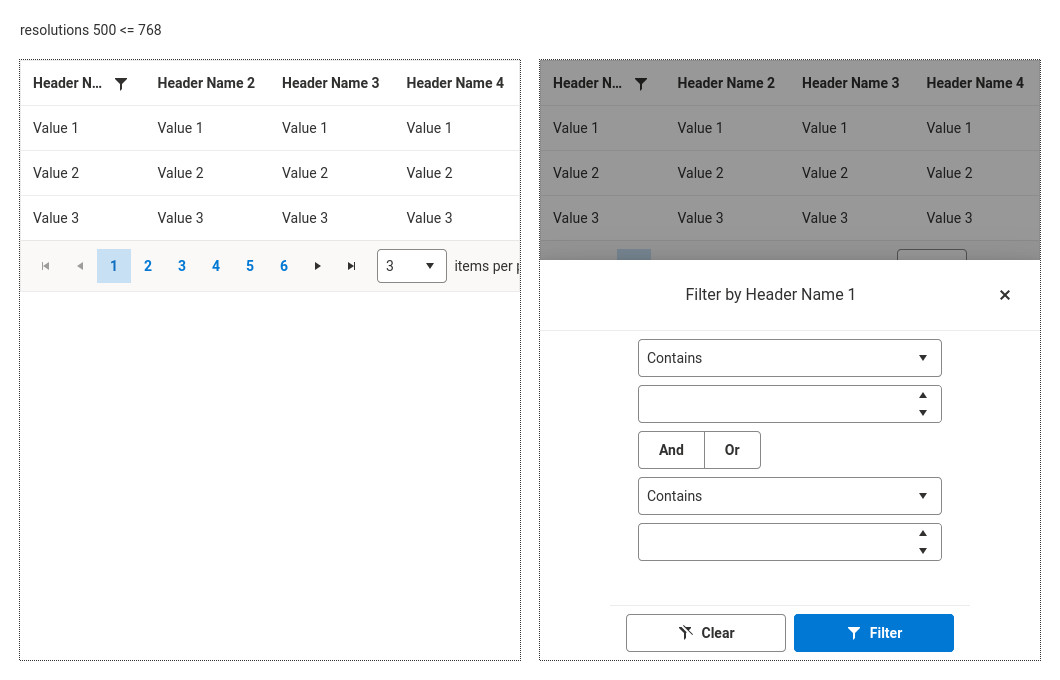 resolutions 500 <= 768
Header N... Header Name 2 Header Name 3 Header Name 4
Value 1 Value 1 Value 1 Value 1
Value 2 Value 2 Value 2 Value 2
Value 3 Value 3 Value 3 Value 3
1 2 3 4 5 6 3 items per
Header N... Header Name 2 Header Name 3 Header Name 4
Value 1 Value 1 Value 1 Value 1
Value 2 Value 2 Value 2 Value 2
Value 3 Value 3 Value 3 Value 3
Filter by Header Name 1
Contains
And Or
Contains
Clear Filter